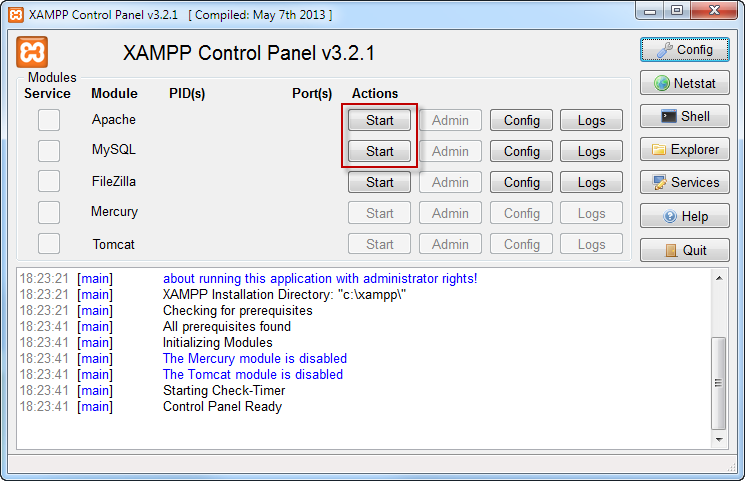 XAMPP Control Panel v3.2.1 [ Compiled: May 7th 2013 ]
XAMPP Control Panel v3.2.1
Config
Modules
Service Module PID(s) Port(s) Actions
Netstat
Apache Start Admin Config Logs
Shell
MySQL Start Admin Config Logs
Explorer
FileZilla Start Admin Config Logs
Services
Mercury Start Admin Config Logs
Help
Tomcat Start Admin Config Logs
Quit
18:23:21 [main] about running this application with administrator rights!
18:23:21 [main] XAMPP Installation Directory: "c:\xampp\"
18:23:21 [main] Checking for prerequisites
18:23:41 [main] All prerequisites found
18:23:41 [main] Initializing Modules
18:23:41 [main] The Mercury module is disabled
18:23:41 [main] The Tomcat module is disabled
18:23:41 [main] Starting Check-Timer
18:23:41 [main] Control Panel Ready